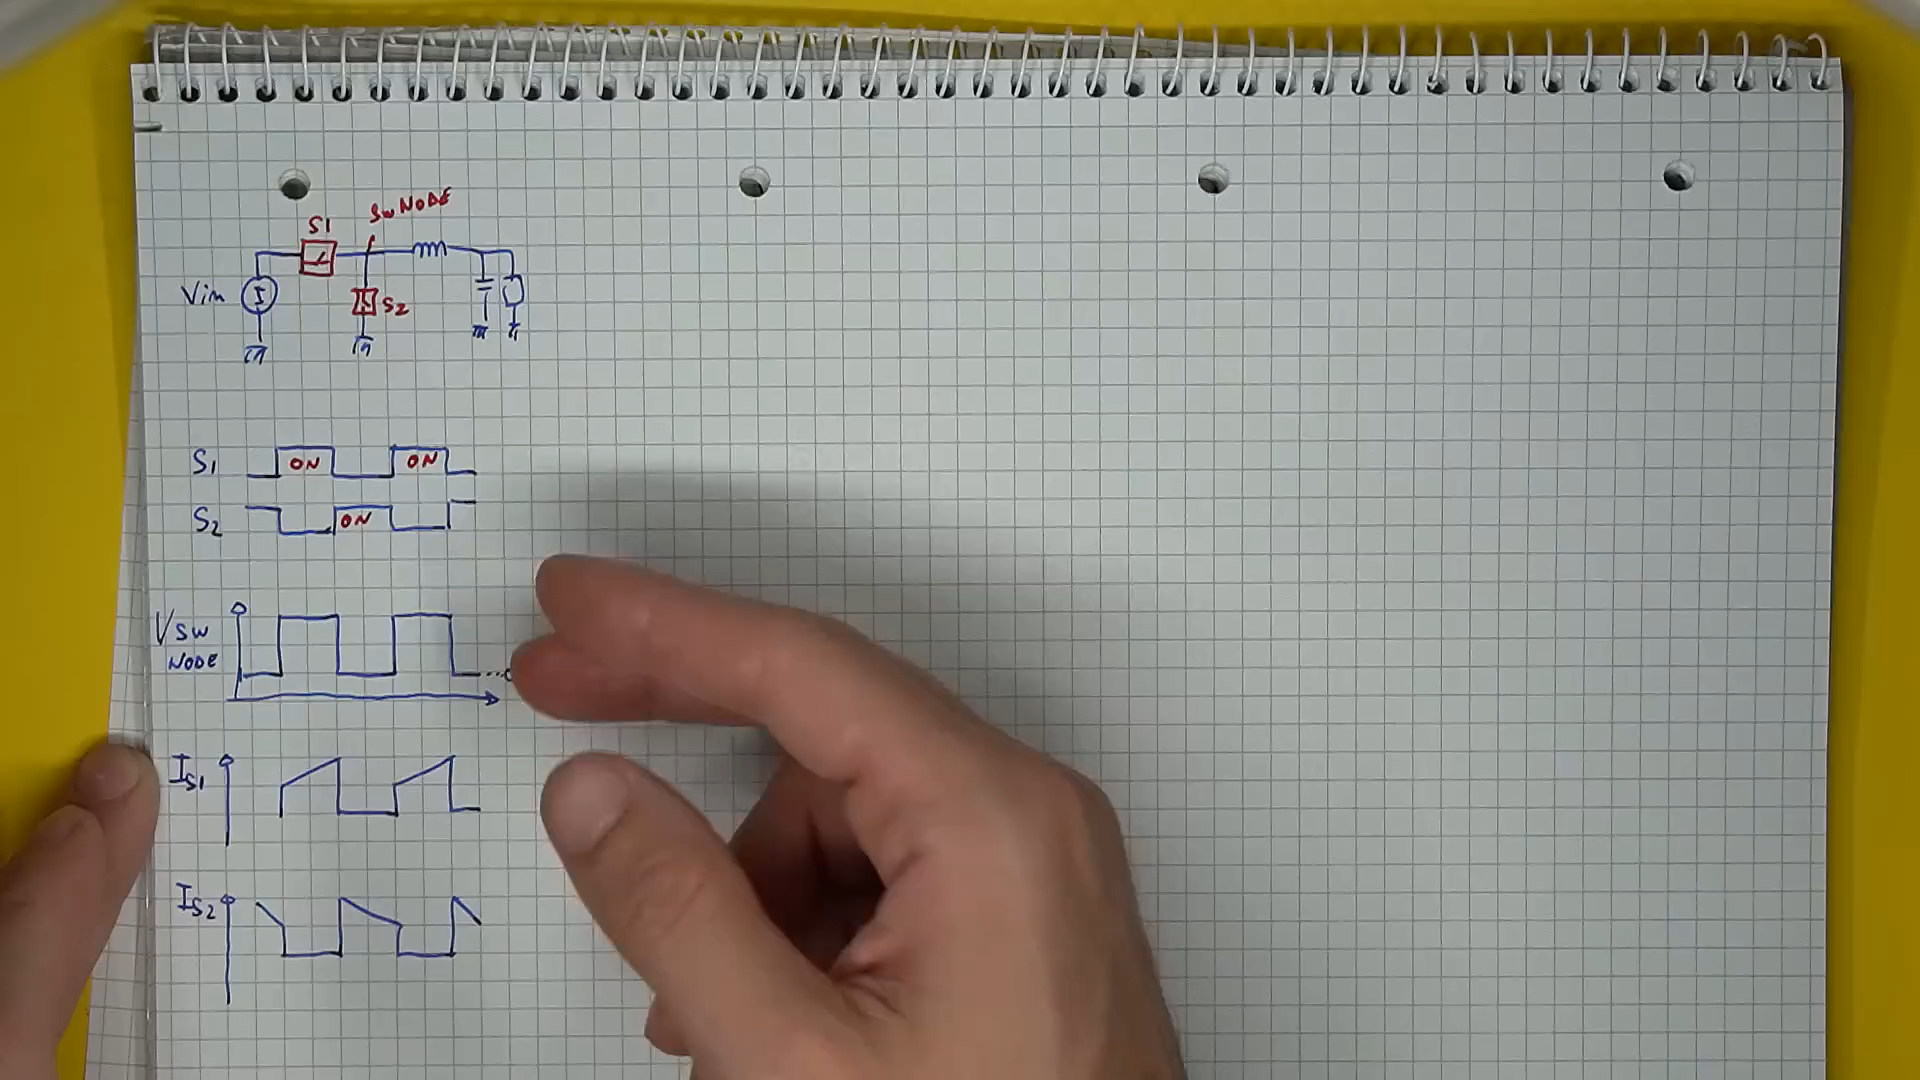 SW NODE
S1
Vin
S2
S1 ON ON
S2 ON
VSW
NODE
IS1
IS2